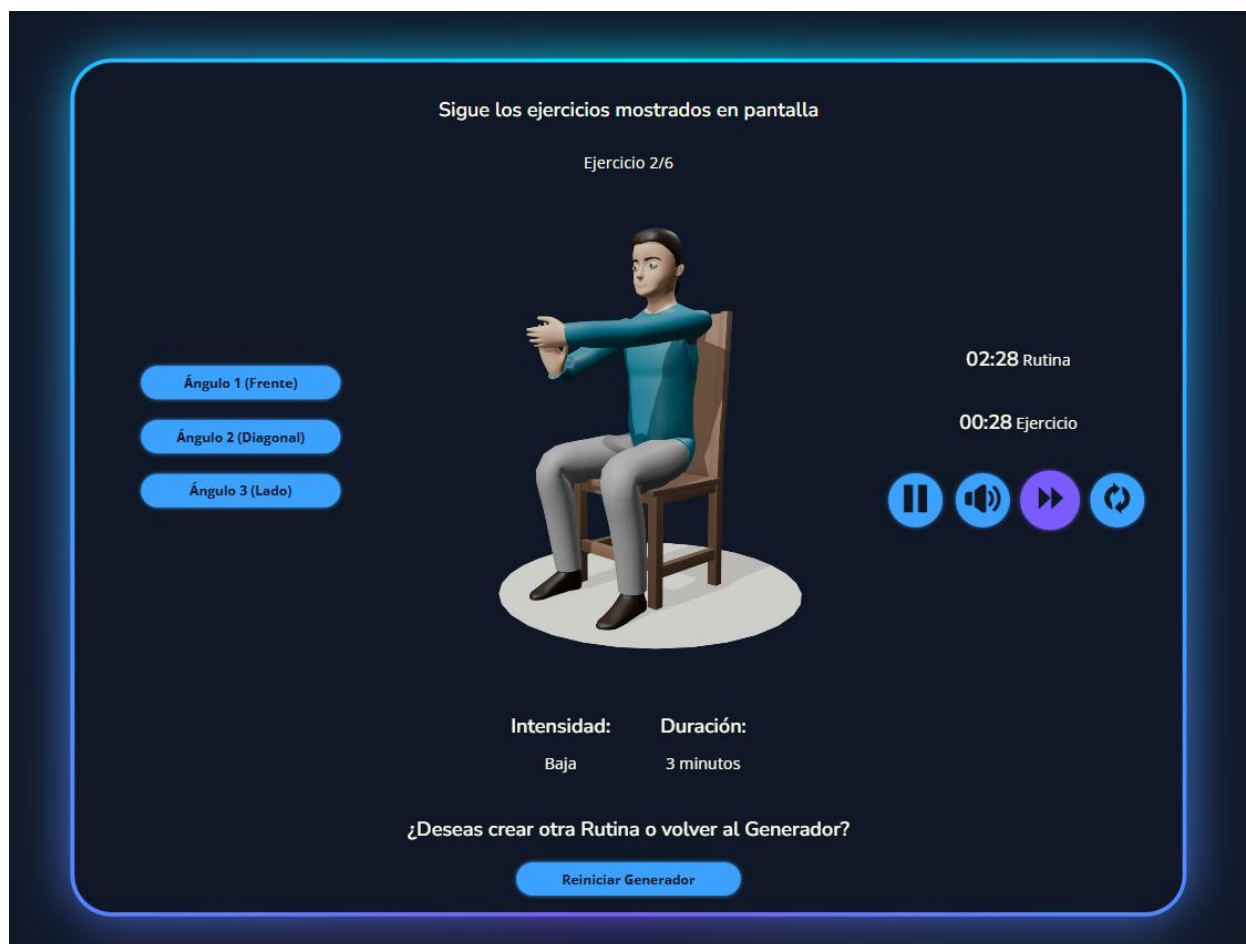 Sigue los ejercicios mostrados en pantalla
Ejercicio 2/6
Ángulo 1 (Frente)
Ángulo 2 (Diagonal)
Ángulo 3 (Lado)
02:28 Rutina
00:28 Ejercicio
Intensidad: Duración:
Baja 3 minutos
¿Deseas crear otra Rutina o volver al Generador?
Reiniciar Generador